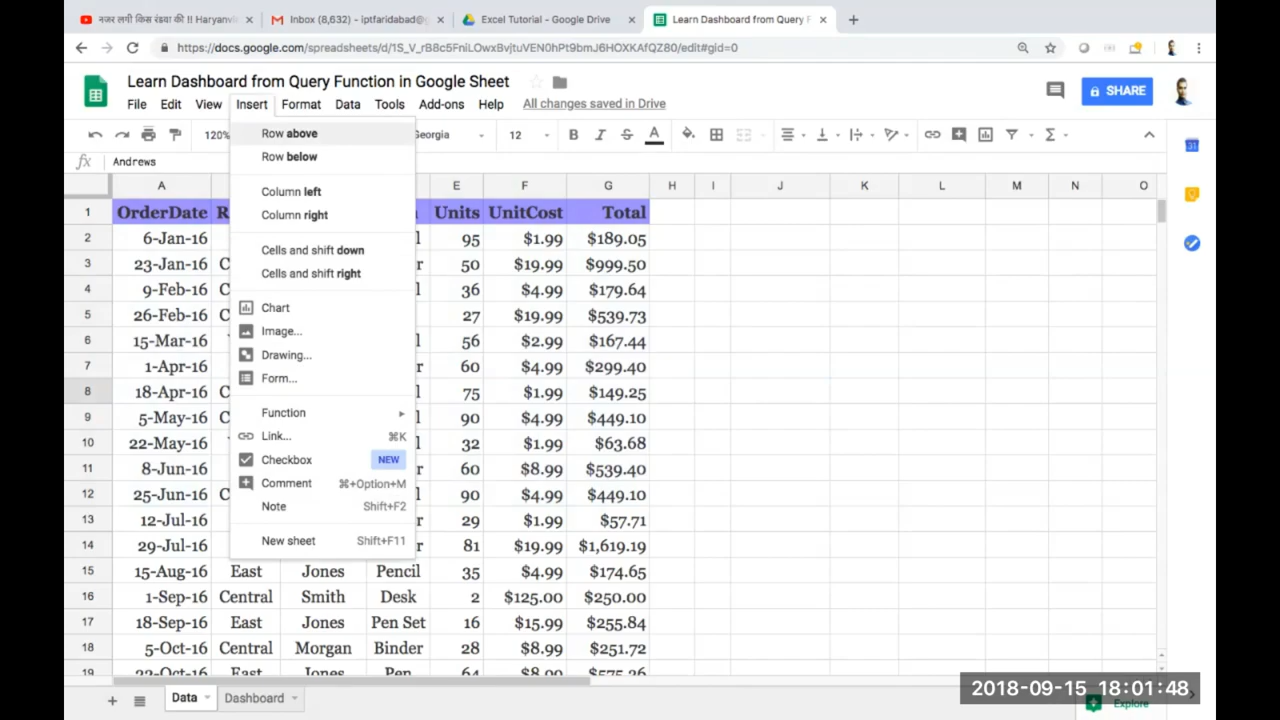 नजर लगी किस रंडवा की !! Haryanvi
Inbox (8,632) - iptfaridabad@g
Excel Tutorial - Google Drive
Learn Dashboard from Query F
https://docs.google.com/spreadsheets/d/1S_V_rB8c5FniLOwxBvjtuVEN0hPt9bmJ6HOXKAfQZ80/edit#gid=0
Learn Dashboard from Query Function in Google Sheet
SHARE
File Edit View Insert Format Data Tools Add-ons Help All changes saved in Drive
120% Georgia 12
fx Andrews
A E F G H I J K L M N O
1 OrderDate R Units UnitCost Total
2 6-Jan-16 l 95 $1.99 $189.05
3 23-Jan-16 C r 50 $19.99 $999.50
4 9-Feb-16 C l 36 $4.99 $179.64
5 26-Feb-16 C 27 $19.99 $539.73
6 15-Mar-16 l 56 $2.99 $167.44
7 1-Apr-16 r 60 $4.99 $299.40
8 18-Apr-16 C l 75 $1.99 $149.25
9 5-May-16 C l 90 $4.99 $449.10
10 22-May-16 l 32 $1.99 $63.68
11 8-Jun-16 r 60 $8.99 $539.40
12 25-Jun-16 C l 90 $4.99 $449.10
13 12-Jul-16 r 29 $1.99 $57.71
14 29-Jul-16 r 81 $19.99 $1,619.19
15 15-Aug-16 East Jones Pencil 35 $4.99 $174.65
16 1-Sep-16 Central Smith Desk 2 $125.00 $250.00
17 18-Sep-16 East Jones Pen Set 16 $15.99 $255.84
18 5-Oct-16 Central Morgan Binder 28 $8.99 $251.72
19 22-Oct-16 East Jones Pen 64 $8.99 $575.36
Row above
Row below
Column left
Column right
Cells and shift down
Cells and shift right
Chart
Image...
Drawing...
Form...
Function
Link... ⌘K
Checkbox NEW
Comment ⌘+Option+M
Note Shift+F2
New sheet Shift+F11
Data
Dashboard
2018-09-15 18:01:48
Explore